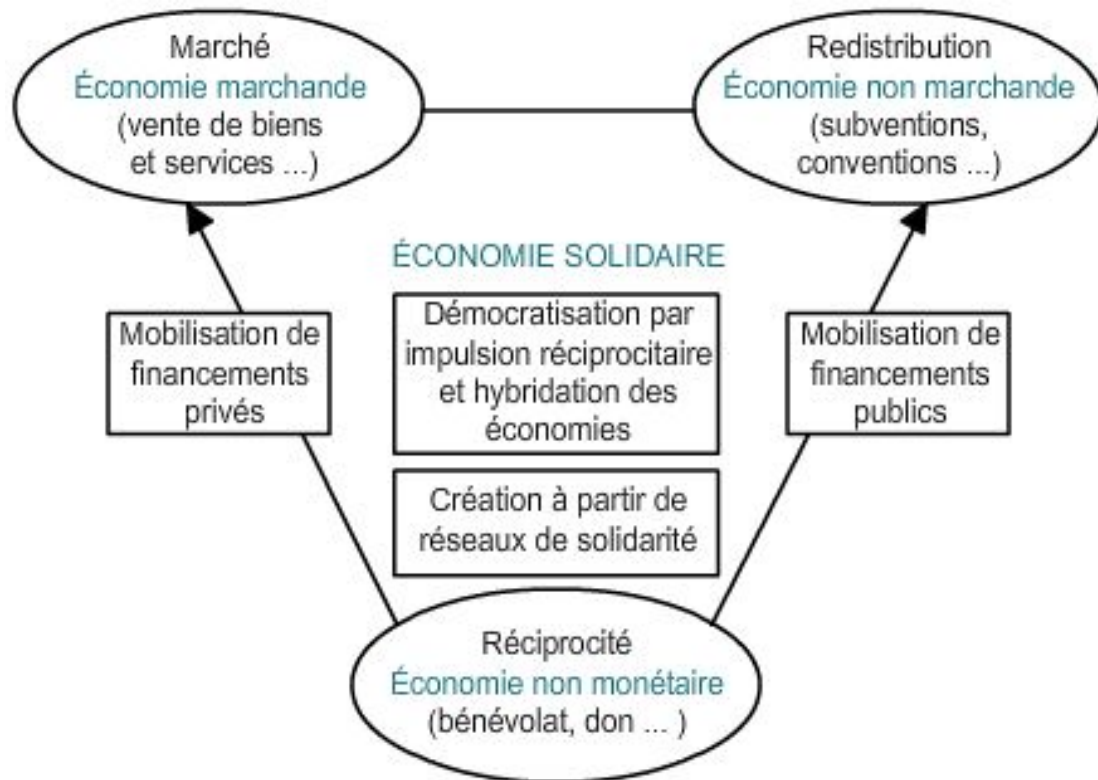 Marché
Économie marchande
(vente de biens
et services ...)
Redistribution
Économie non marchande
(subventions,
conventions ...)
ÉCONOMIE SOLIDAIRE
Mobilisation de
financements
privés
Démocratisation par
impulsion réciprocitaire
et hybridation des
économies
Mobilisation de
financements
publics
Création à partir de
réseaux de solidarité
Réciprocité
Économie non monétaire
(bénévolat, don ... )